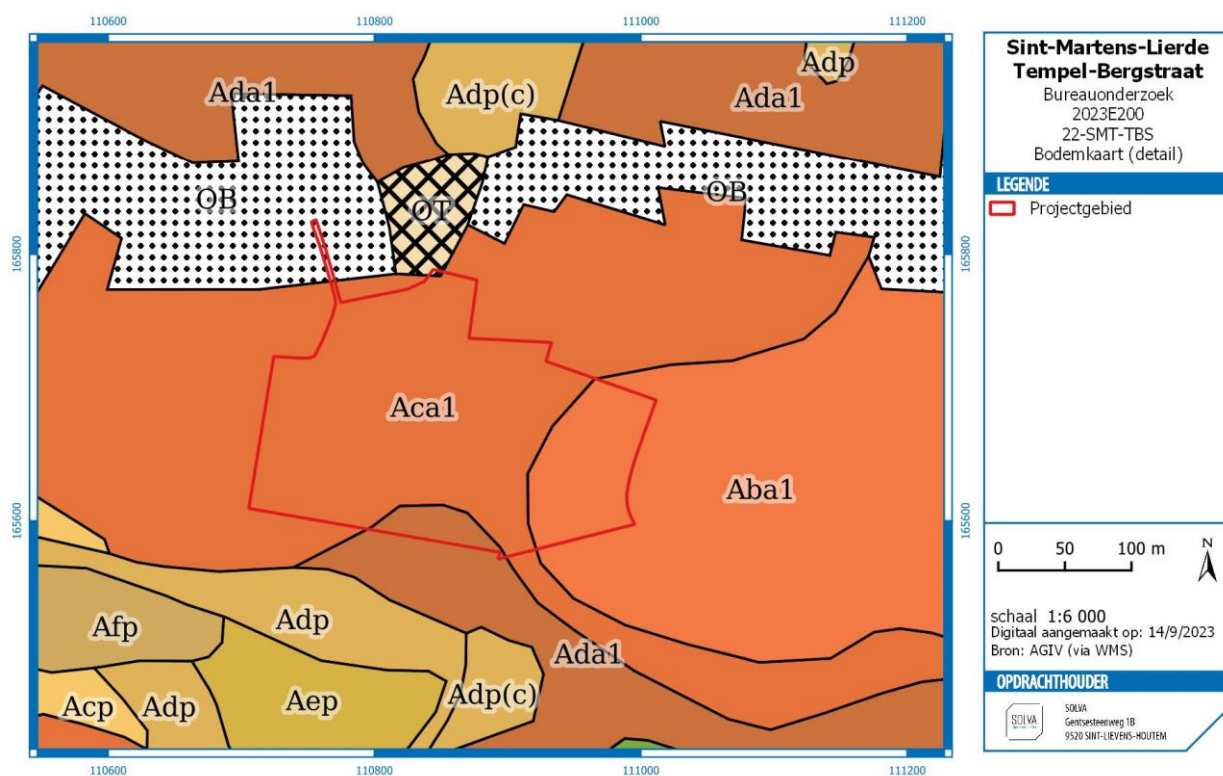 110600 110800 111000 111200
Ada1
Adp(c)
Ada1
Adp
OB
OT
OB
165800
165800
Aca1
Aba1
165600
165600
Afp
Adp
Ada1
Acp
Adp
Aep
Adp(c)
110600 110800 111000 111200
Sint-Martens-Lierde
Tempel-Bergstraat
Bureauonderzoek
2023E200
22-SMT-TBS
Bodemkaart (detail)
LEGENDE
Projectgebied
0 50 100 m
N
schaal 1:6 000
Digitaal aangemaakt op: 14/9/2023
Bron: AGIV (via WMS)
OPDRACHTHOUDER
SOLVA
SOLVA
Gentsesteenweg 1B
9520 SINT-LIEVENS-HOUTEM